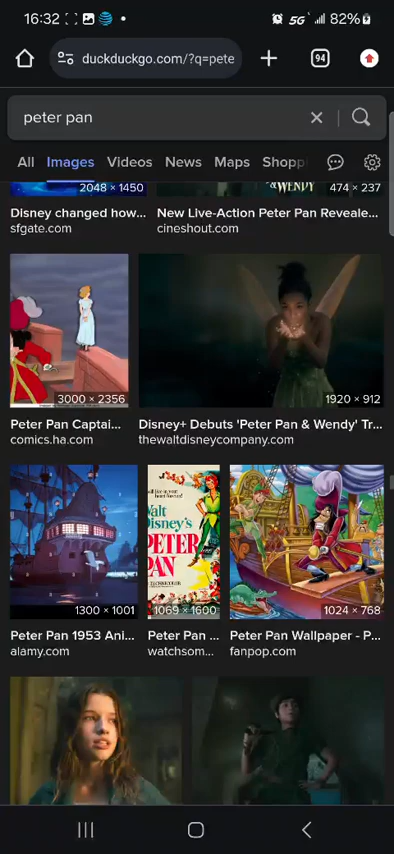 16:32
5G
82%
duckduckgo.com/?q=pete
94
peter pan
All Images Videos News Maps Shopp
2048 × 1450
& WENDY
474 × 237
Disney changed how...
sfgate.com
New Live-Action Peter Pan Reveale...
cineshout.com
3000 × 2356
1920 × 912
Peter Pan Captai...
comics.ha.com
Disney+ Debuts 'Peter Pan & Wendy' Tr...
thewaltdisneycompany.com
Walt
Disney's
PETER
PAN
1300 × 1001
1069 × 1600
1024 × 768
Peter Pan 1953 Ani...
alamy.com
Peter Pan ...
watchsom...
Peter Pan Wallpaper - P...
fanpop.com